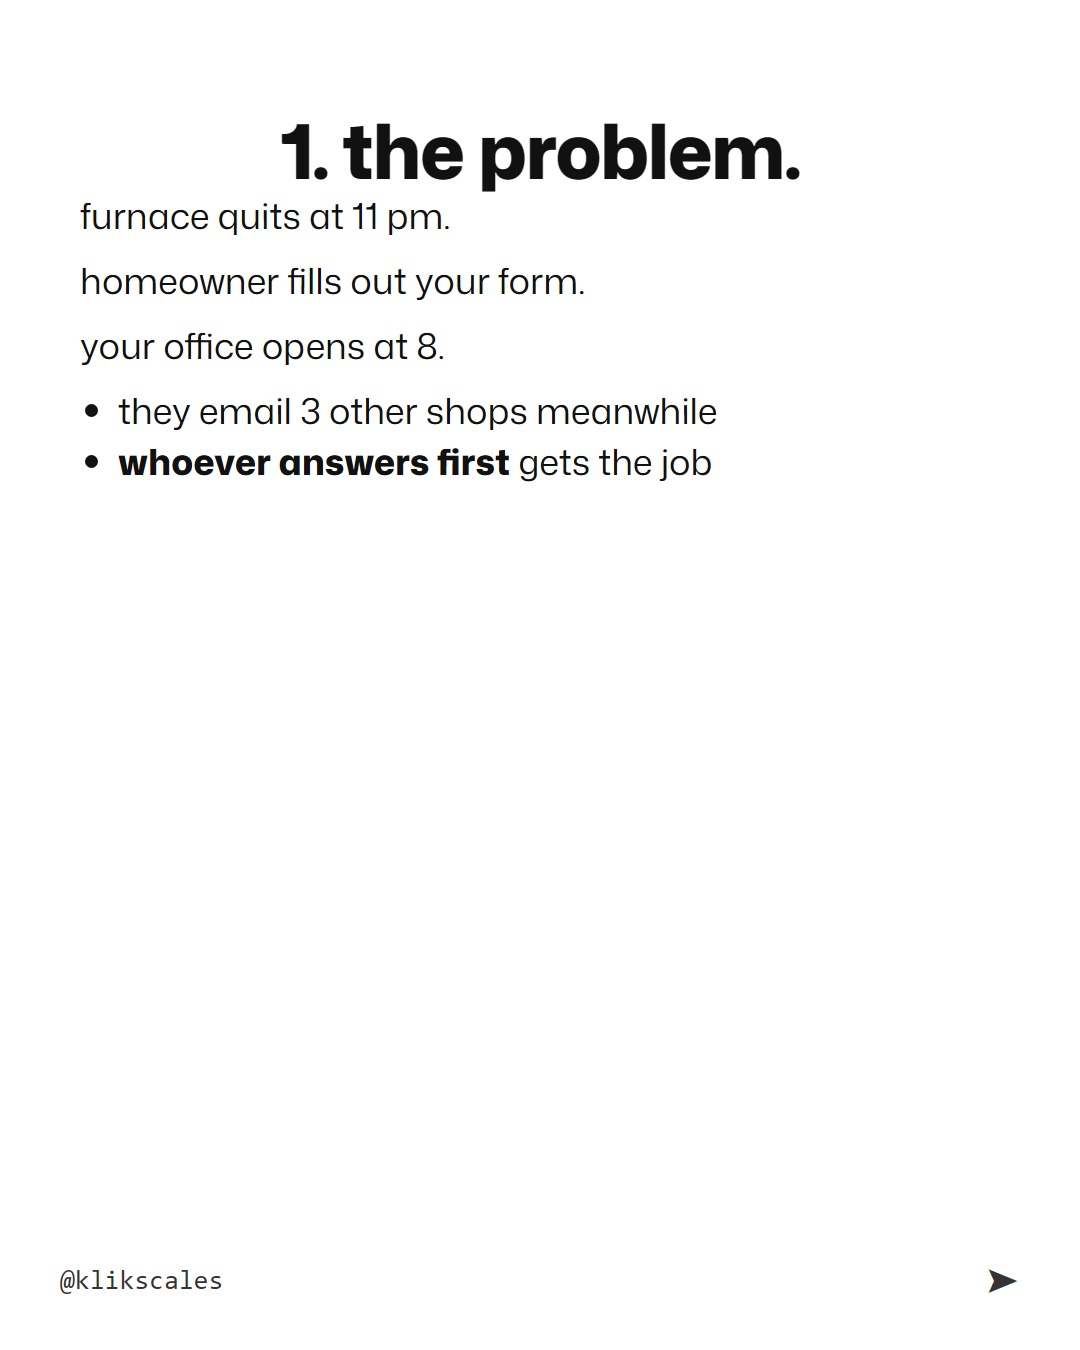 1. the problem.
furnace quits at 11 pm.
homeowner fills out your form.
your office opens at 8.
• they email 3 other shops meanwhile
• whoever answers first gets the job
@klikscales